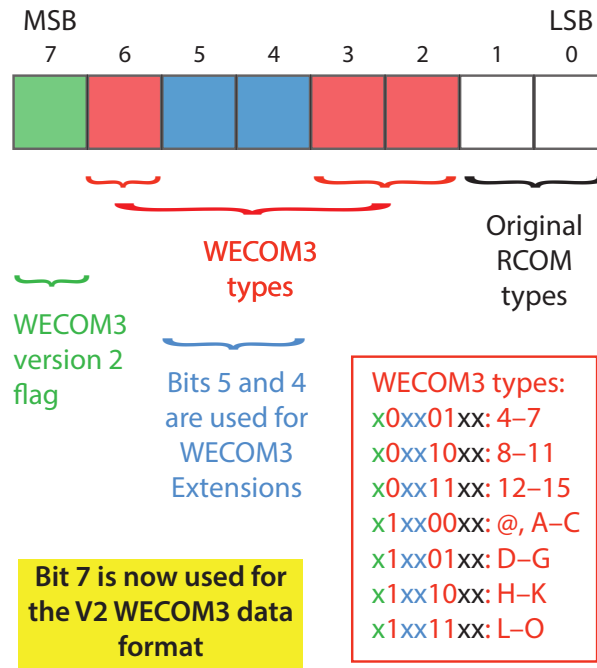 MSB LSB
7 6 5 4 3 2 1 0
WECOM3
types
Original
RCOM
types
WECOM3
version 2
flag
Bits 5 and 4
are used for
WECOM3
Extensions
WECOM3 types:
x0xx01xx: 4–7
x0xx10xx: 8–11
x0xx11xx: 12–15
x1xx00xx: @, A–C
x1xx01xx: D–G
x1xx10xx: H–K
x1xx11xx: L–O
Bit 7 is now used for
the V2 WECOM3 data
format